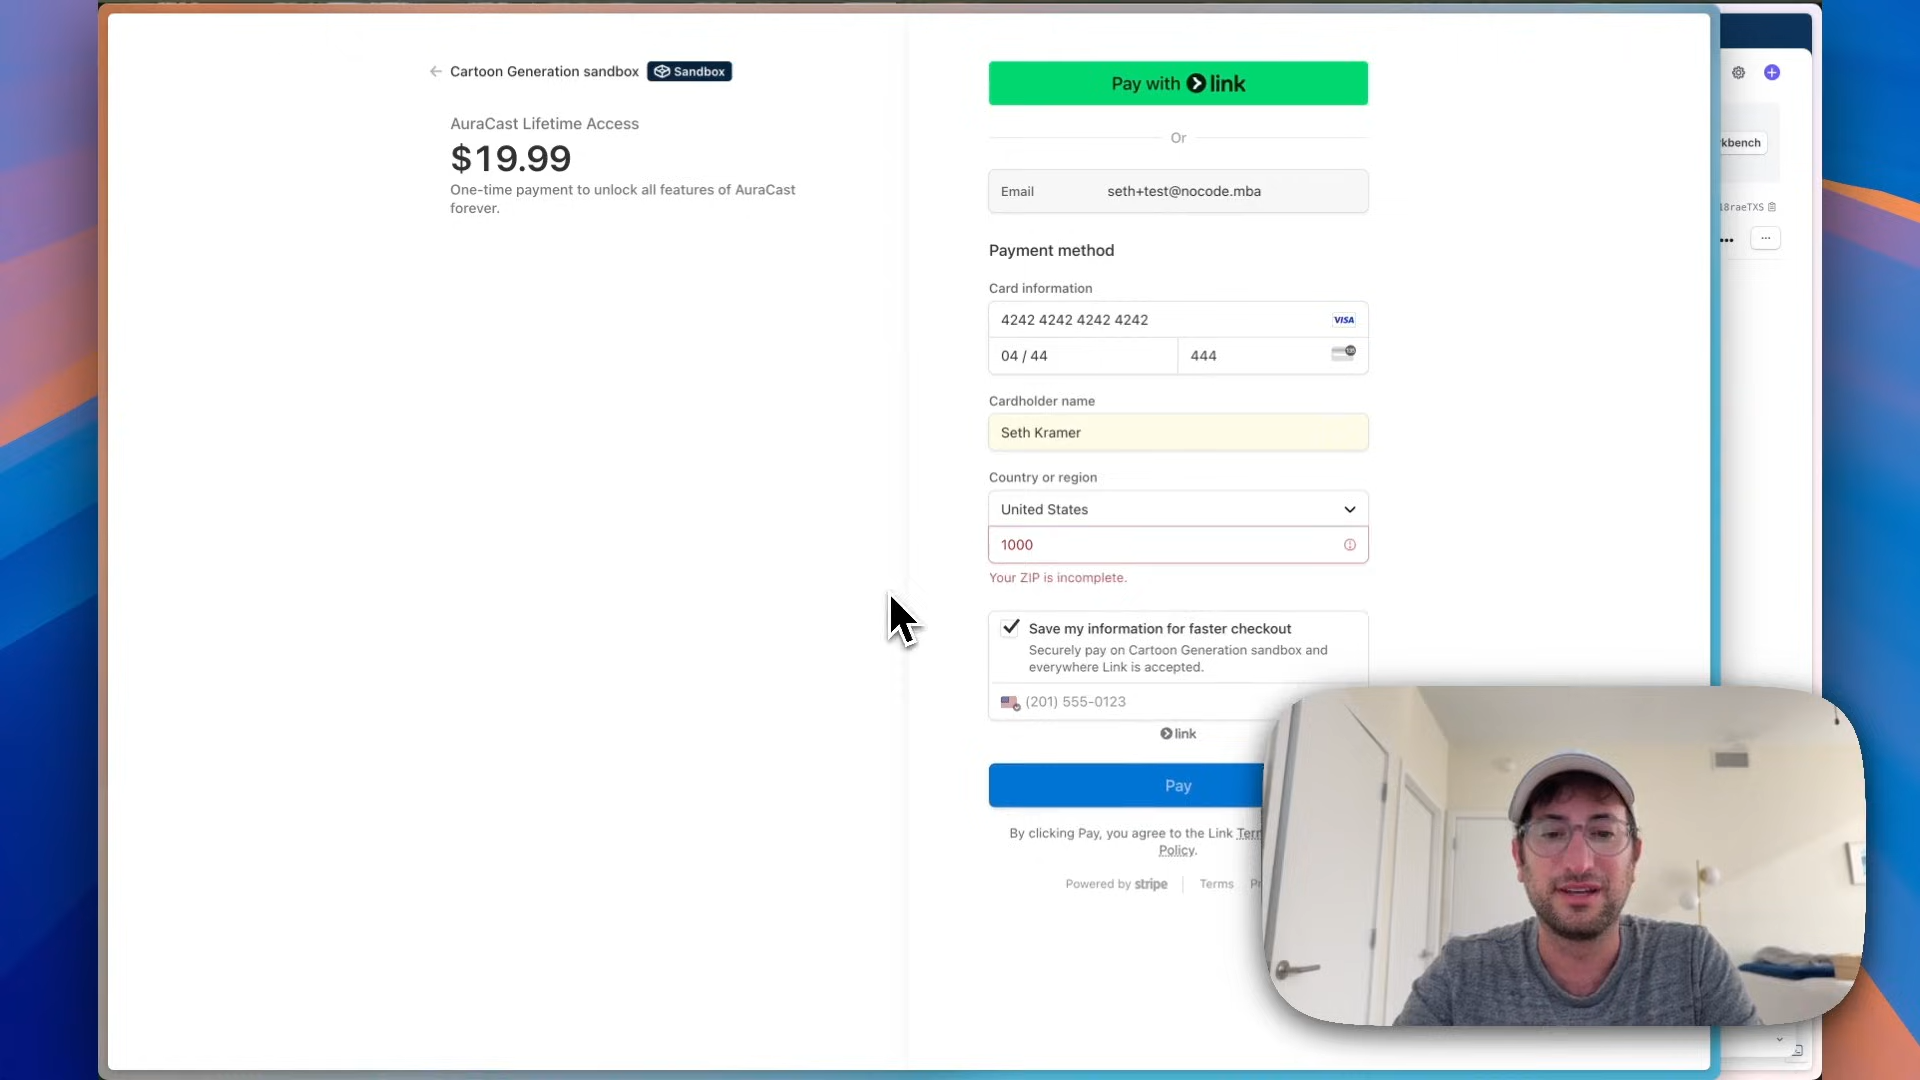 Cartoon Generation sandbox
Sandbox
AuraCast Lifetime Access
$19.99
One-time payment to unlock all features of AuraCast
forever.
Pay with link
Or
Email
seth+test@nocode.mba
Payment method
Card information
4242 4242 4242 4242
VISA
04 / 44
444
Cardholder name
Seth Kramer
Country or region
United States
1000
Your ZIP is incomplete.
Save my information for faster checkout
Securely pay on Cartoon Generation sandbox and
everywhere Link is accepted.
(201) 555-0123
link
Pay
By clicking Pay, you agree to the Link
Policy.
Powered by stripe
Terms
kbench
18raeTXS